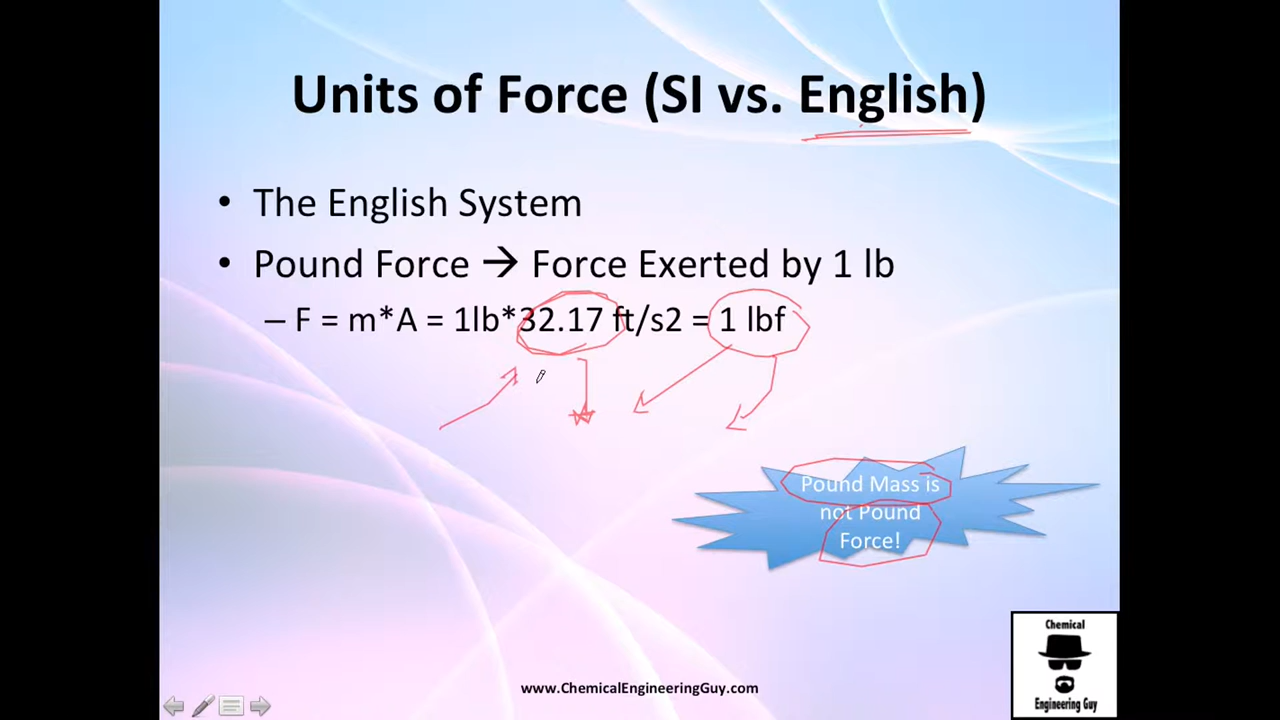 Units of Force (SI vs. English)
• The English System
• Pound Force → Force Exerted by 1 lb
– F = m*A = 1lb*32.17 ft/s2 = 1 lbf
Pound Mass is
not Pound
Force!
www.ChemicalEngineeringGuy.com
Chemical
Engineering Guy